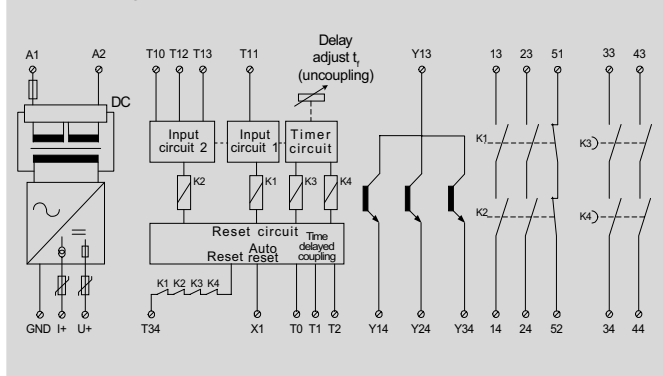 Delay
adjust tf
(uncoupling)
A1 A2 T10 T12 T13 T11 Y13 13 23 51 33 43
DC
Input
circuit 2
Input
circuit 1
Timer
circuit
K1 K3
K2 K1 K3 K4
K2 K4
Reset circuit
Time
delayed
coupling
Auto
Reset reset
K1 K2 K3 K4
GND I+ U+ T34 X1 T0 T1 T2 Y14 Y24 Y34 14 24 52 34 44